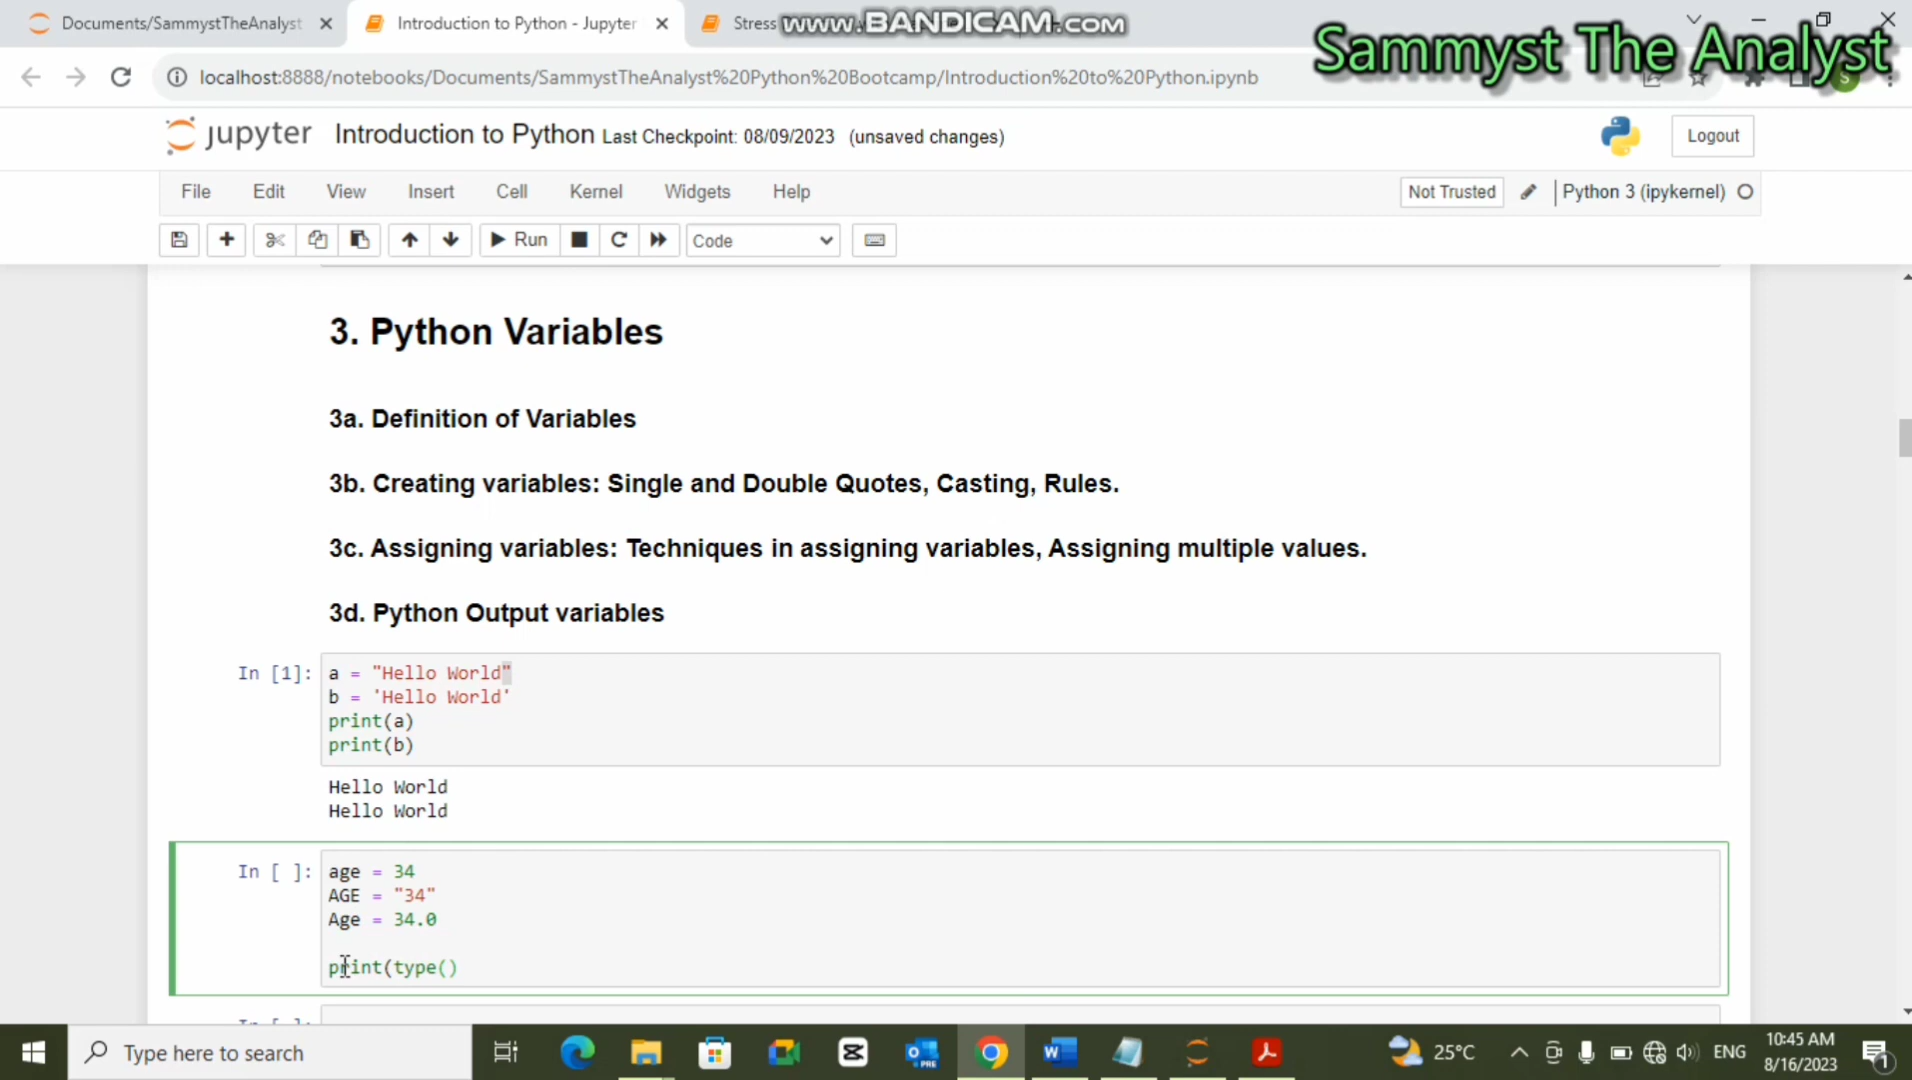 Documents/SammystTheAnalyst
Introduction to Python - Jupyter
Stress
www.BANDICAM.com
Sammyst The Analyst
localhost:8888/notebooks/Documents/SammystTheAnalyst%20Python%20Bootcamp/Introduction%20to%20Python.ipynb
S
jupyter Introduction to Python Last Checkpoint: 08/09/2023 (unsaved changes)
Logout
File Edit View Insert Cell Kernel Widgets Help
Not Trusted
Python 3 (ipykernel)
Run
Code
3. Python Variables
3a. Definition of Variables
3b. Creating variables: Single and Double Quotes, Casting, Rules.
3c. Assigning variables: Techniques in assigning variables, Assigning multiple values.
3d. Python Output variables
In [1]: a = "Hello World"
b = 'Hello World'
print(a)
print(b)
Hello World
Hello World
In [ ]: age = 34
AGE = "34"
Age = 34.0
print(type()
In [ ]:
Type here to search
PRE
25°C
ENG
10:45 AM
8/16/2023
1